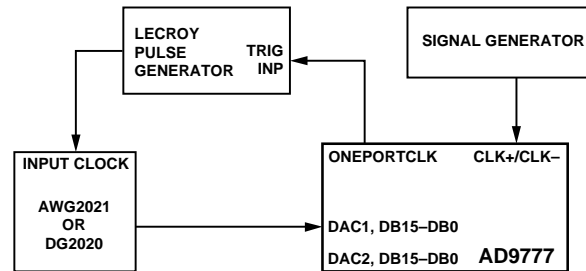 LECROY
PULSE
GENERATOR
TRIG
INP
SIGNAL GENERATOR
INPUT CLOCK
AWG2021
OR
DG2020
ONEPORTCLK
CLK+/CLK–
DAC1, DB15–DB0
DAC2, DB15–DB0
AD9777